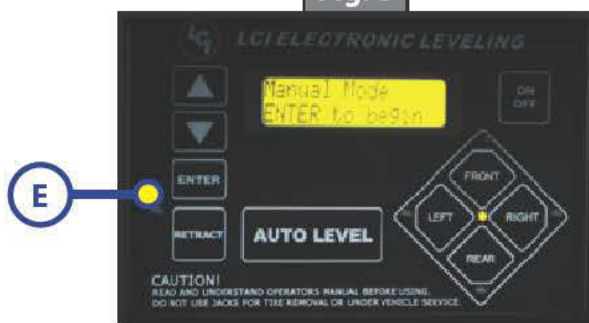 LCI ELECTRONIC LEVELING
Manual Mode
ENTER to begin
ON
OFF
ENTER
FRONT
LEFT
RIGHT
REAR
E
RETRACT
AUTO LEVEL
CAUTION!
READ AND UNDERSTAND OPERATORS MANUAL BEFORE USING.
DO NOT USE JACKS FOR TIRE REMOVAL OR UNDER VEHICLE SERVICE.